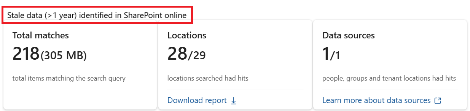 Stale data (>1 year) identified in SharePoint online
Total matches
218(305 MB)
total items matching the search query
Locations
28/29
locations searched had hits
Download report
Data sources
1/1
people, groups and tenant locations had hits
Learn more about data sources